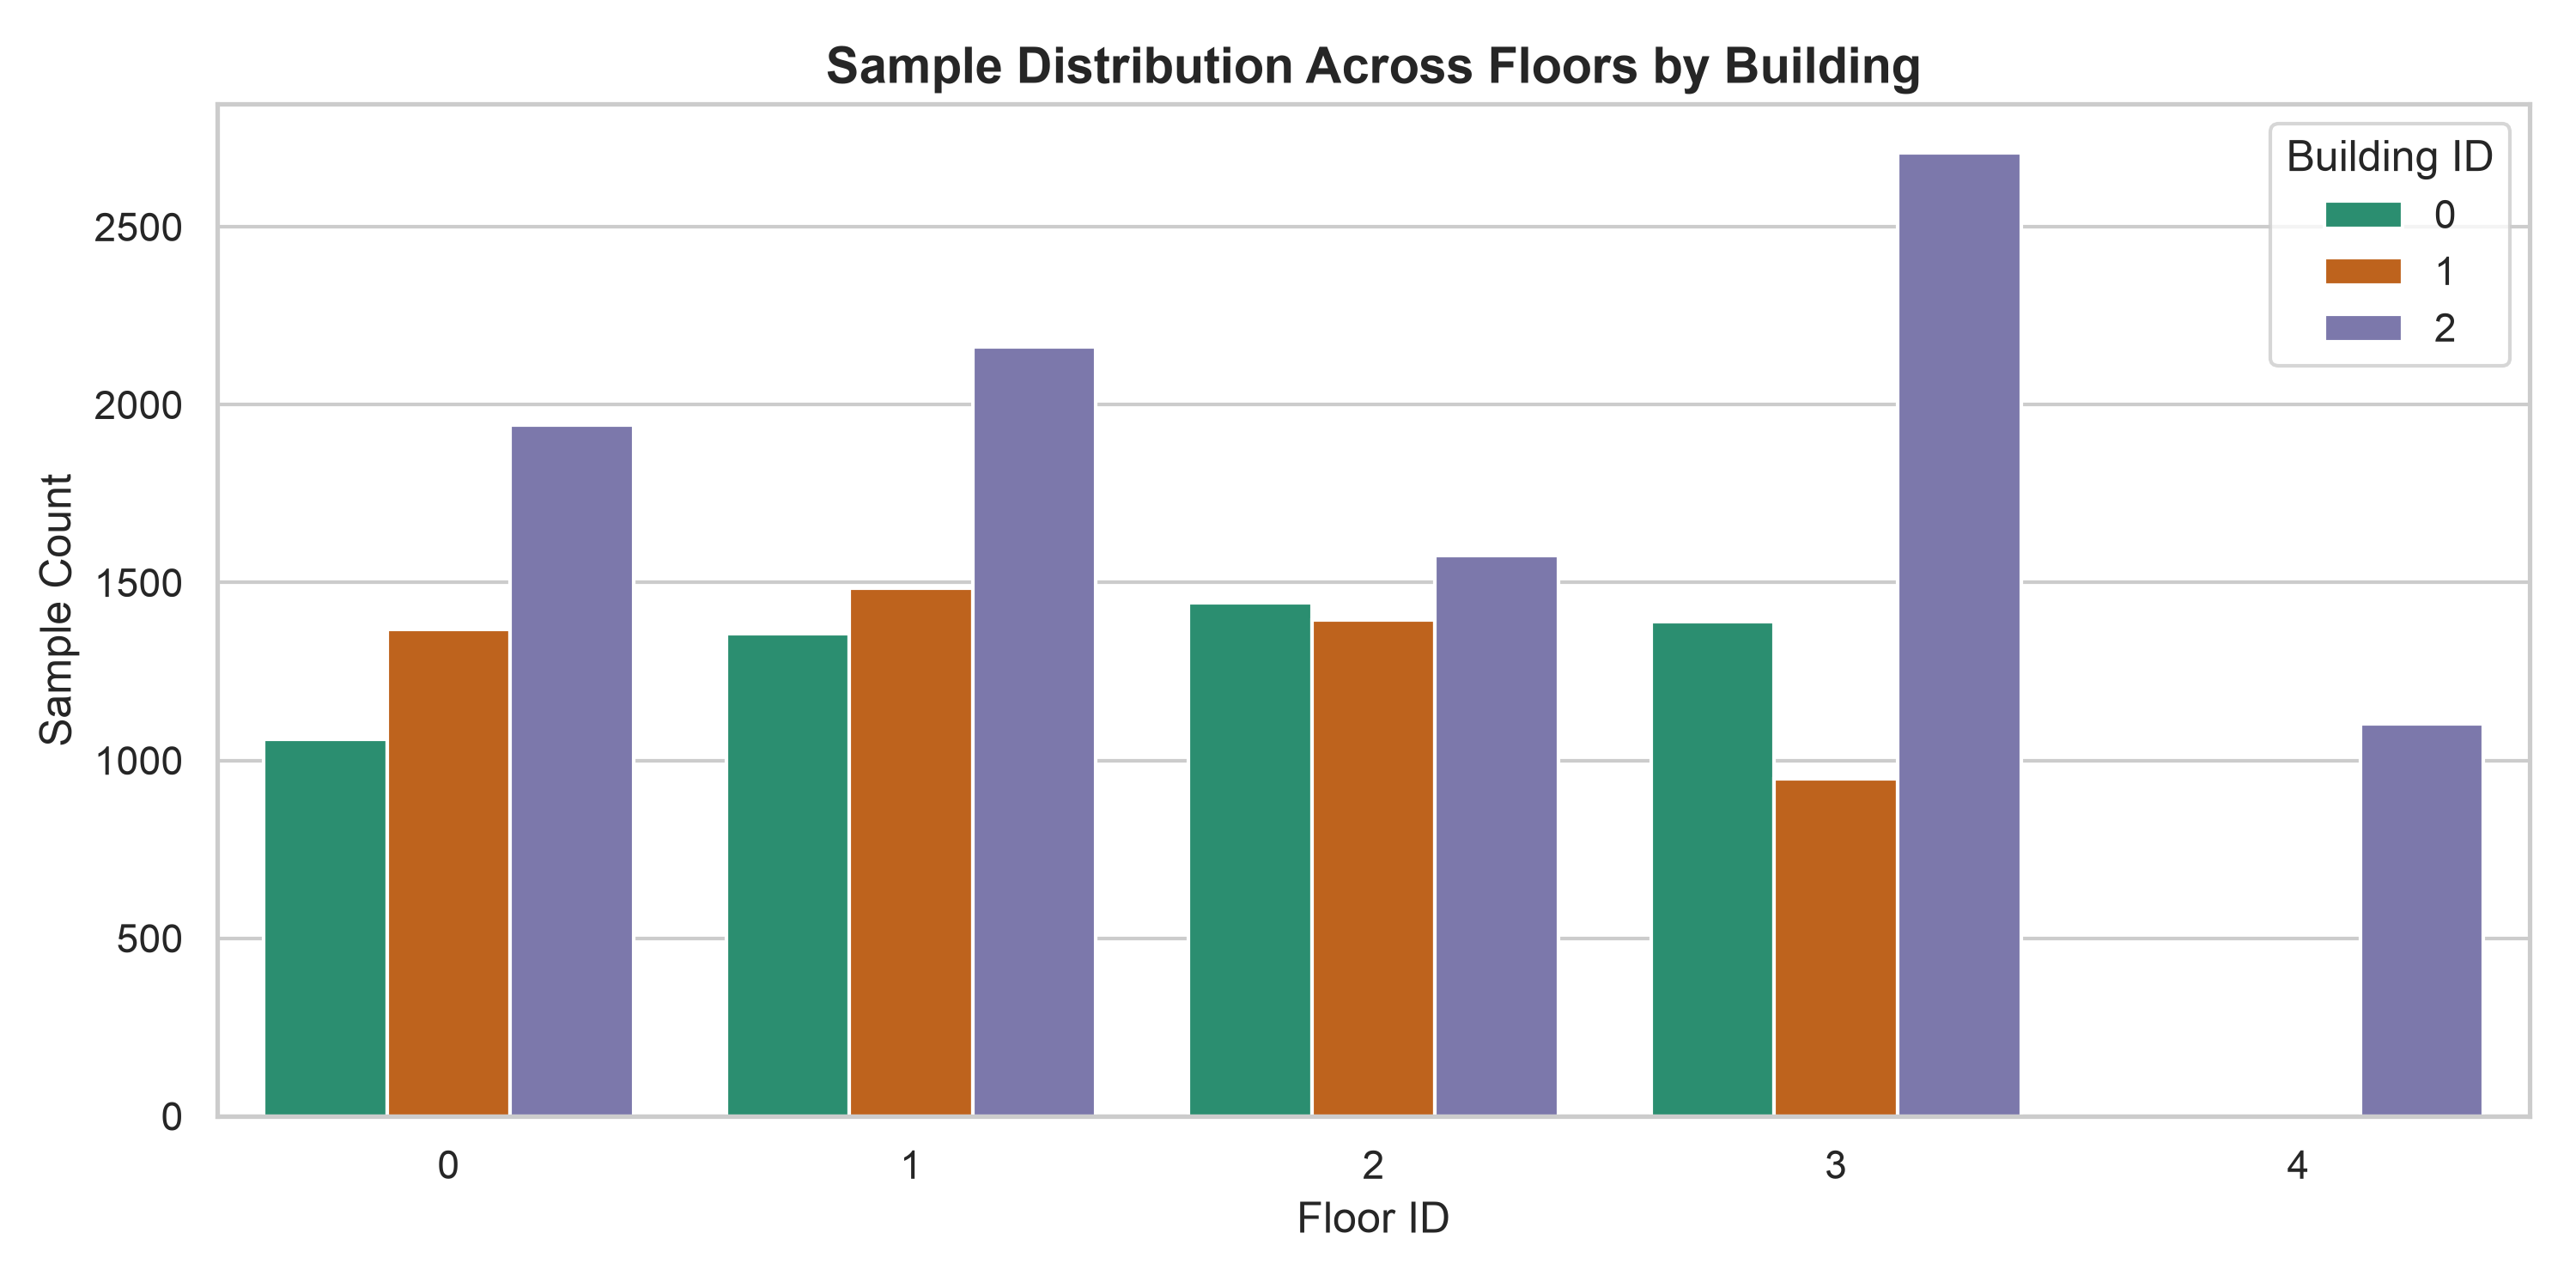 Sample Distribution Across Floors by Building
Building ID
0
1
2
2500
2000
1500
1000
500
0
Sample Count
0 1 2 3 4
Floor ID